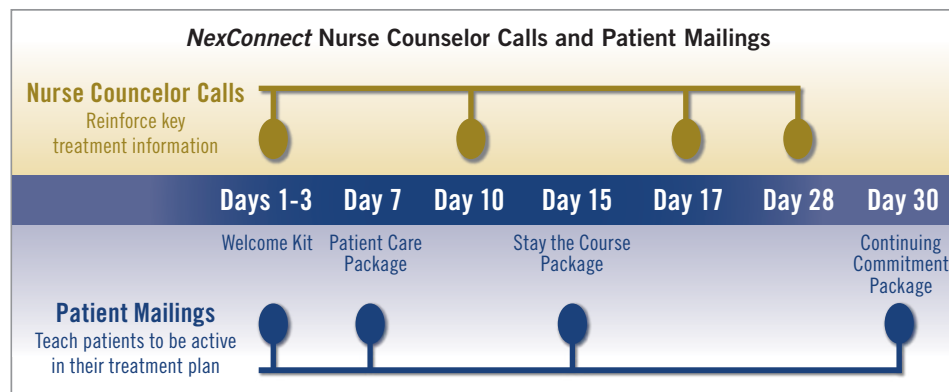 NexConnect Nurse Counselor Calls and Patient Mailings
Nurse Councelor Calls
Reinforce key
treatment information
Days 1-3 Day 7 Day 10 Day 15 Day 17 Day 28 Day 30
Welcome Kit
Patient Care
Package
Stay the Course
Package
Continuing
Commitment
Package
Patient Mailings
Teach patients to be active
in their treatment plan